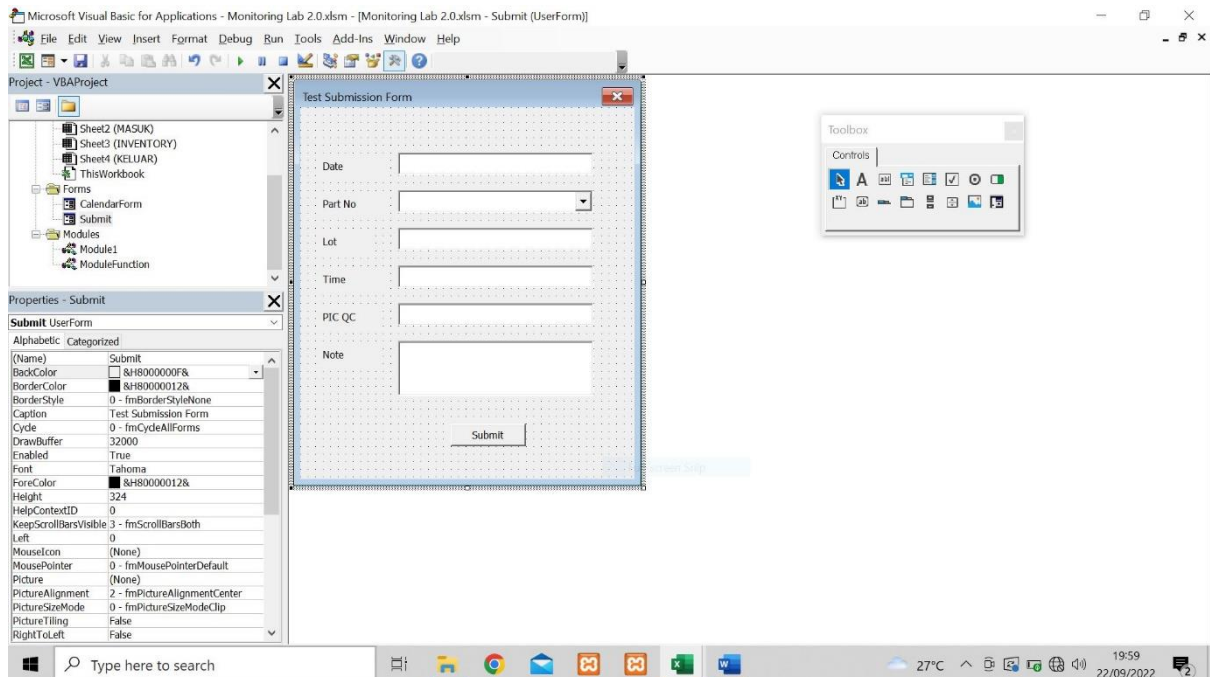 Microsoft Visual Basic for Applications - Monitoring Lab 2.0.xlsm - [Monitoring Lab 2.0.xlsm - Submit (UserForm)]
File Edit View Insert Format Debug Run Tools Add-Ins Window Help
Project - VBAProject
Sheet2 (MASUK)
Sheet3 (INVENTORY)
Sheet4 (KELUAR)
ThisWorkbook
Forms
CalendarForm
Submit
Modules
Module1
ModuleFunction
Properties - Submit
Submit UserForm
Alphabetic Categorized
(Name) Submit
BackColor &H8000000F&
BorderColor &H80000012&
BorderStyle 0 - fmBorderStyleNone
Caption Test Submission Form
Cycle 0 - fmCycleAllForms
DrawBuffer 32000
Enabled True
Font Tahoma
ForeColor &H80000012&
Height 324
HelpContextID 0
KeepScrollBarsVisible 3 - fmScrollBarsBoth
Left 0
MouseIcon (None)
MousePointer 0 - fmMousePointerDefault
Picture (None)
PictureAlignment 2 - fmPictureAlignmentCenter
PictureSizeMode 0 - fmPictureSizeModeClip
PictureTiling False
RightToLeft False
Test Submission Form
Date
Part No
Lot
Time
PIC QC
Note
Submit
Toolbox
Controls
Type here to search
27°C
19:59
22/09/2022
2